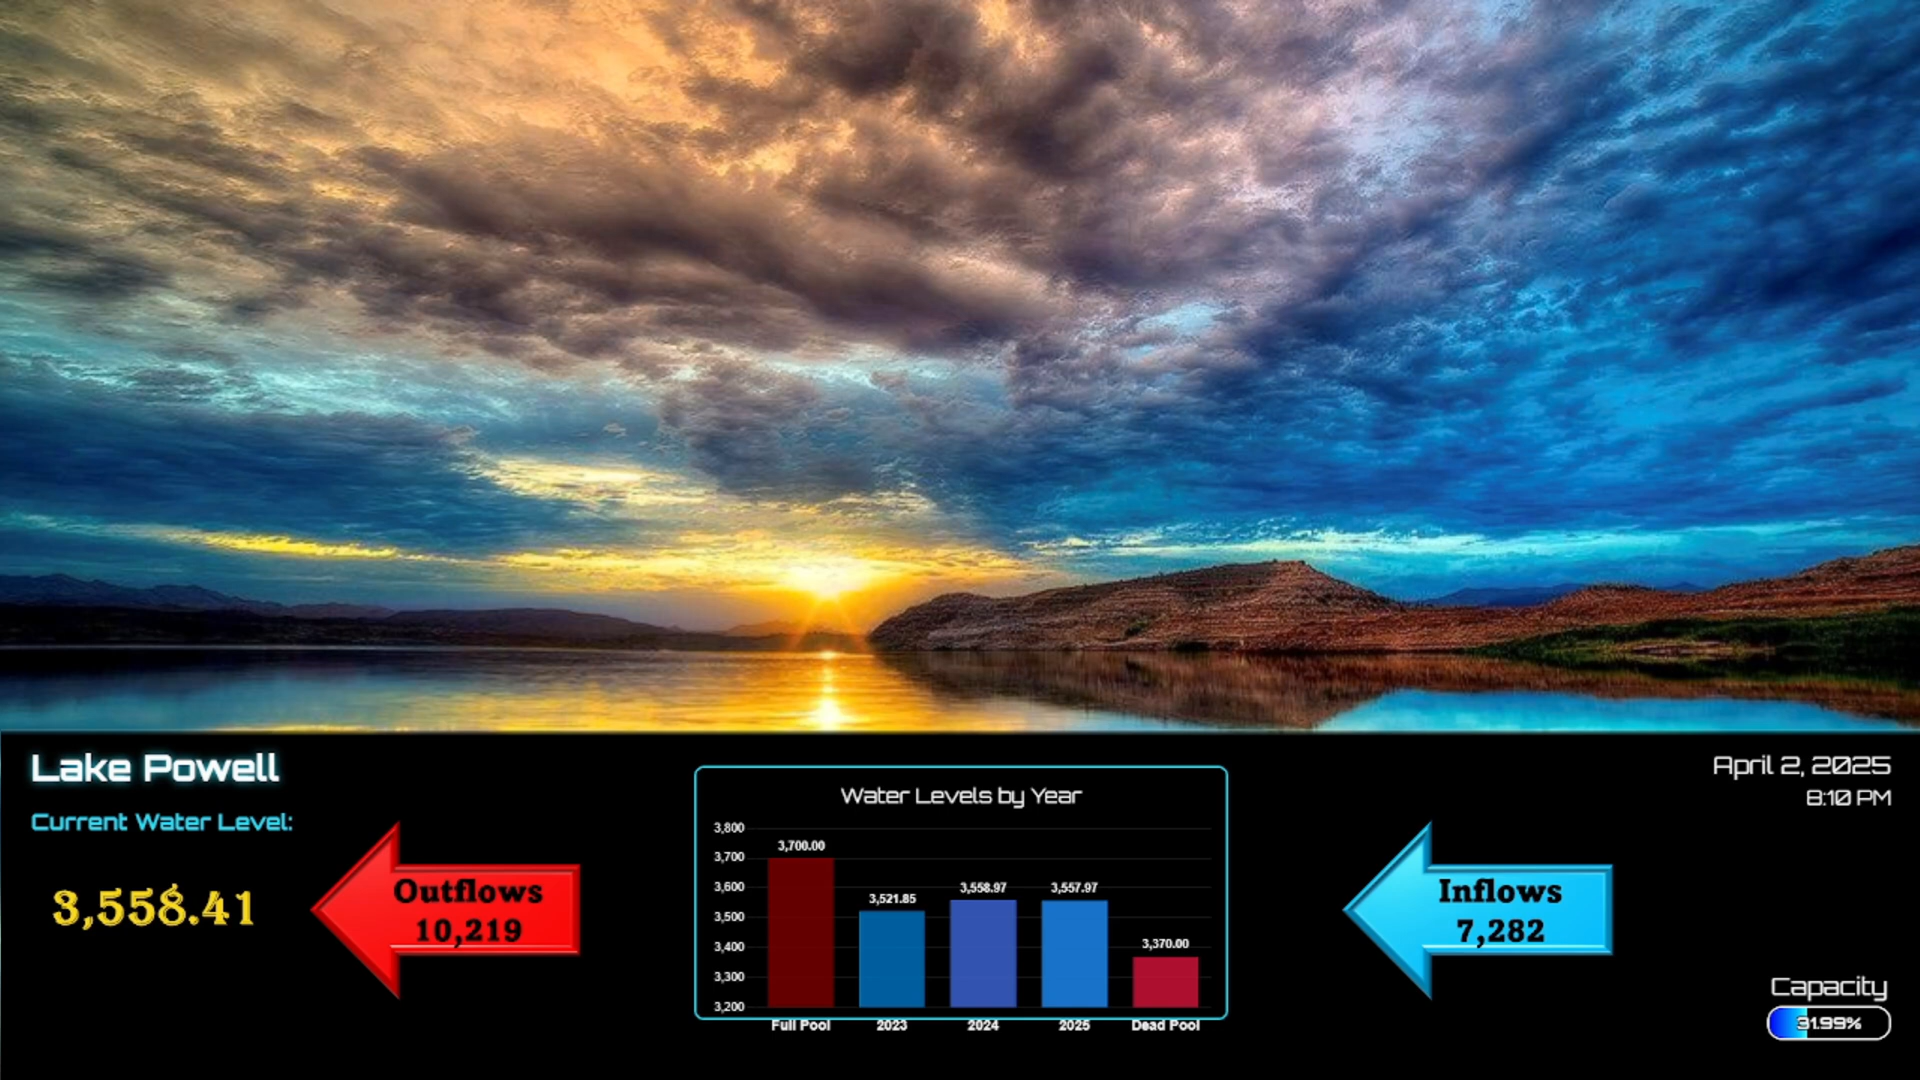 Lake Powell
Current Water Level:
3,558.41
Outflows
10,219
Water Levels by Year
3,800
3,700
3,600
3,500
3,400
3,300
3,200
3,700.00
3,521.85
3,558.97
3,557.97
3,370.00
Full Pool
2023
2024
2025
Dead Pool
Inflows
7,282
April 2, 2025
8:10 PM
Capacity
31.99%